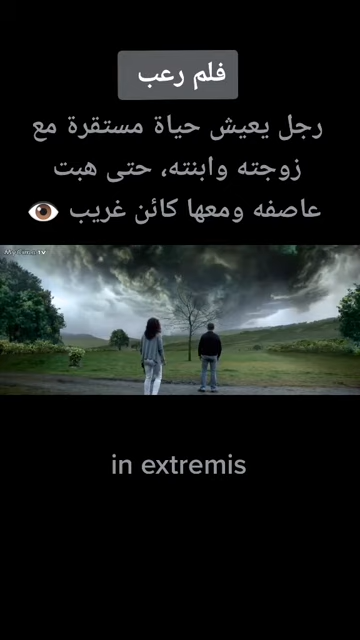 فلم رعب
رجل يعيش حياة مستقرة مع
زوجته وابنته، حتى هبت
عاصفه ومعها كائن غريب 👁️
in extremis